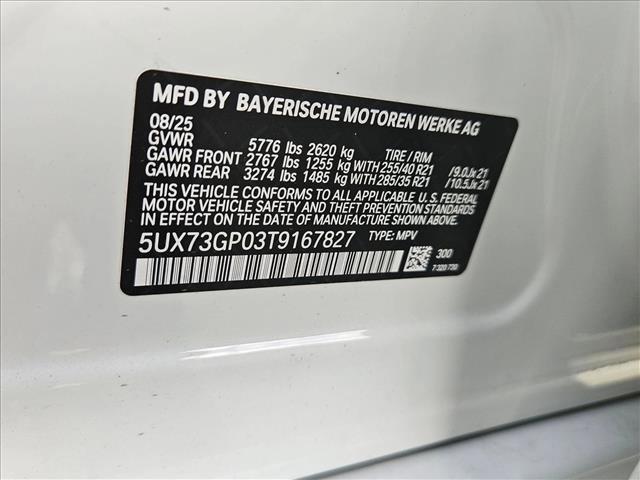 MFD BY BAYERISCHE MOTOREN WERKE AG
08/25
GVWR 5776 lbs 2620 kg TIRE / RIM
GAWR FRONT 2767 lbs 1255 kg WITH 255/40 R21 /9.0Jx21
GAWR REAR 3274 lbs 1485 kg WITH 285/35 R21 /10.5Jx21
THIS VEHICLE CONFORMS TO ALL APPLICABLE U. S. FEDERAL
MOTOR VEHICLE SAFETY AND THEFT PREVENTION STANDARDS
IN EFFECT ON THE DATE OF MANUFACTURE SHOWN ABOVE.
5UX73GP03T9167827 TYPE: MPV
300
7 320 730